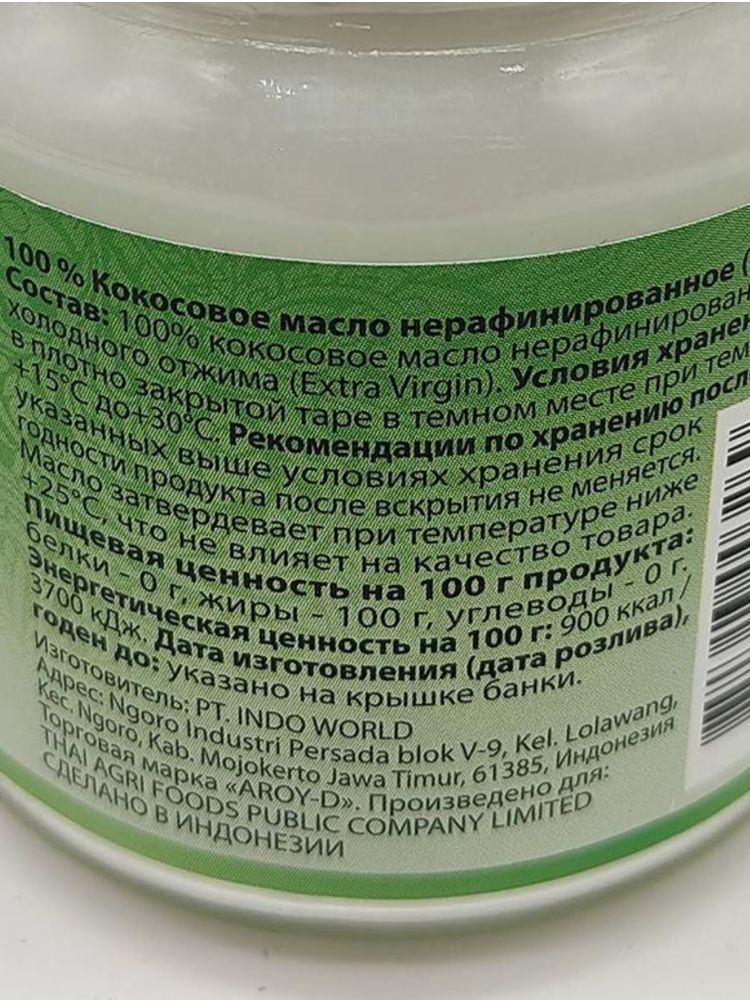 100 % Кокосовое масло нерафинированное (
Состав: 100% кокосовое масло нерафинирован
холодного отжима (Extra Virgin). Условия хранен
в плотно закрытой таре в темном месте при тем
+15°C до+30°C. Рекомендации по хранению посл
указанных выше условиях хранения срок
годности продукта после вскрытия не меняется.
Масло затвердевает при температуре ниже
+25°C, что не влияет на качество товара.
Пищевая ценность на 100 г продукта:
белки - 0 г, жиры - 100 г, углеводы - 0 г.
Энергетическая ценность на 100 г: 900 ккал /
3700 кДж. Дата изготовления (дата розлива),
годен до: указано на крышке банки.
Изготовитель: PT. INDO WORLD
Адрес: Ngoro Industri Persada blok V-9, Kel. Lolawang,
Kec. Ngoro, Kab. Mojokerto Jawa Timur, 61385, Индонезия
Торговая марка «AROY-D». Произведено для:
THAI AGRI FOODS PUBLIC COMPANY LIMITED
СДЕЛАНО В ИНДОНЕЗИИ